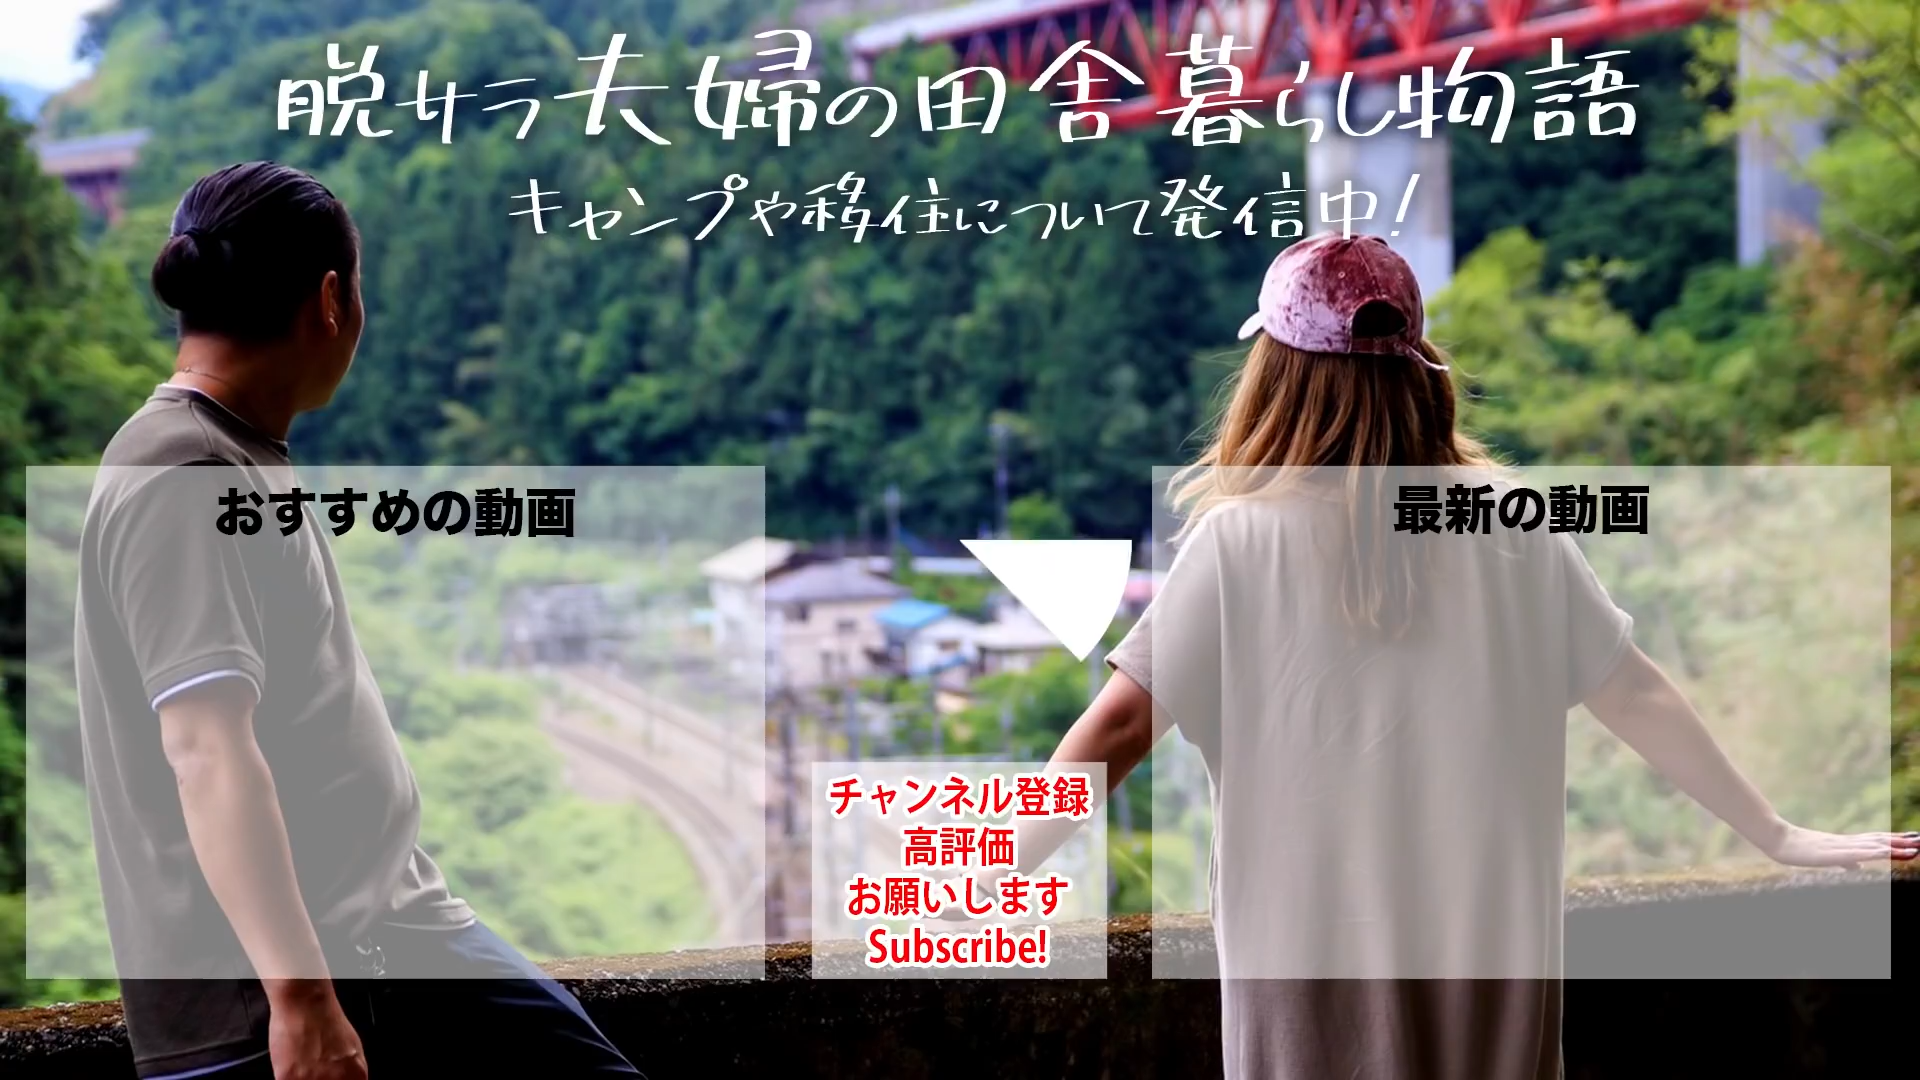 脱サラ夫婦の田舎暮らし物語
キャンプや移住について発信中!
おすすめの動画
最新の動画
チャンネル登録
高評価
お願いします
Subscribe!